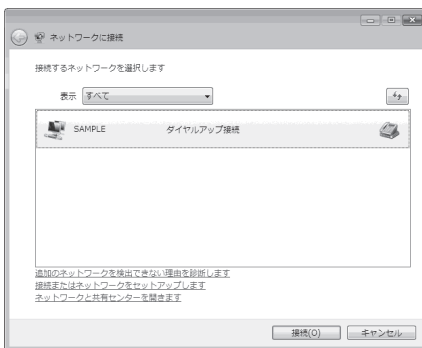 ネットワークに接続
接続するネットワークを選択します
表示 すべて
SAMPLE ダイヤルアップ接続
追加のネットワークを検出できない理由を診断します
接続またはネットワークをセットアップします
ネットワークと共有センターを開きます
接続(O) キャンセル